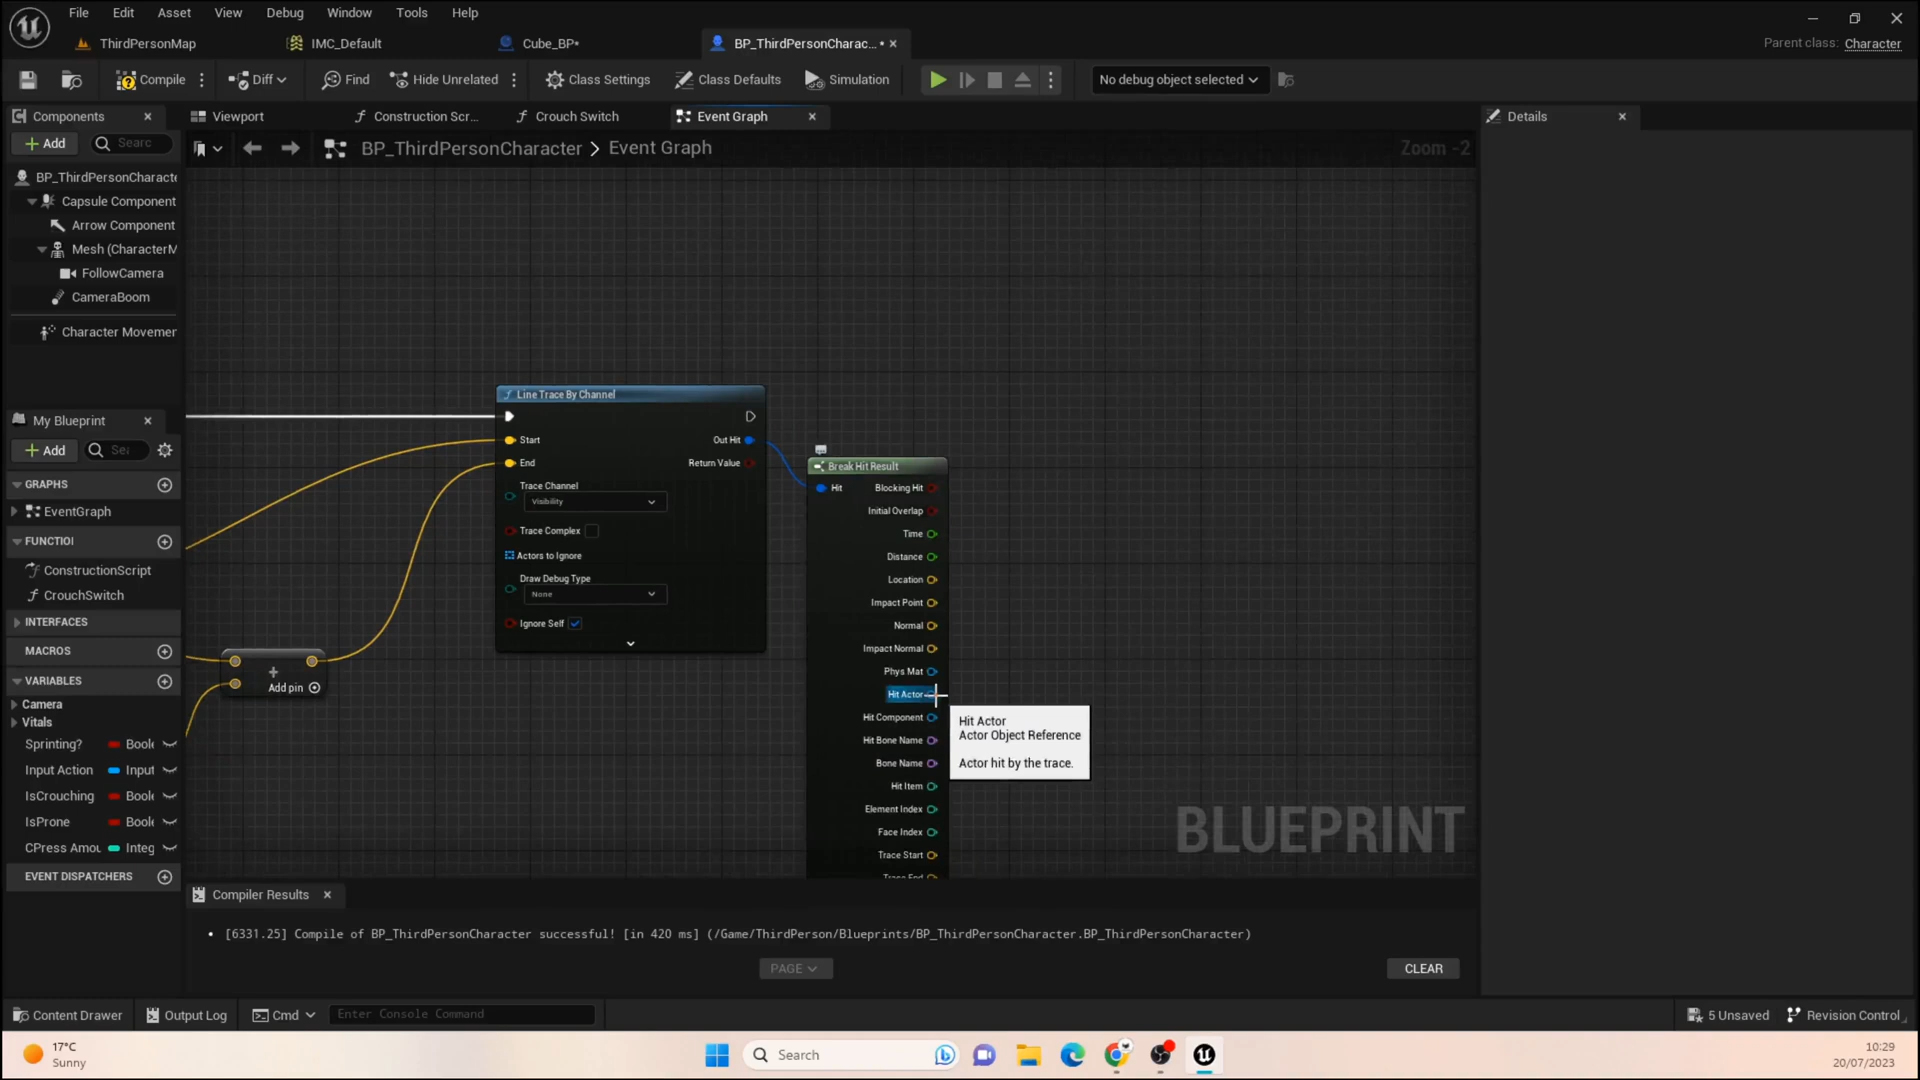 File Edit Asset View Debug Window Tools Help
ThirdPersonMap IMC_Default Cube_BP* BP_ThirdPersonCharac... •
Parent class: Character
Compile Diff Find Hide Unrelated Class Settings Class Defaults Simulation No debug object selected
Components
Add Searc
BP_ThirdPersonCharacte
Capsule Component
Arrow Component
Mesh (CharacterM
FollowCamera
CameraBoom
Character Movemen
Viewport Construction Scr... Crouch Switch Event Graph
BP_ThirdPersonCharacter > Event Graph
Zoom -2
Details
My Blueprint
Add Sea
GRAPHS
EventGraph
FUNCTIOI
ConstructionScript
CrouchSwitch
INTERFACES
MACROS
VARIABLES
Camera
Vitals
Sprinting? Boole
Input Action Input
IsCrouching Boole
IsProne Boole
CPress Amou Integ
EVENT DISPATCHERS
Add pin
Line Trace By Channel
Start Out Hit
End Return Value
Trace Channel
Visibility
Trace Complex
Actors to Ignore
Draw Debug Type
None
Ignore Self
Break Hit Result
Hit Blocking Hit
Initial Overlap
Time
Distance
Location
Impact Point
Normal
Impact Normal
Phys Mat
Hit Actor
Hit Component
Hit Bone Name
Bone Name
Hit Item
Element Index
Face Index
Trace Start
Trace End
Hit Actor
Actor Object Reference
Actor hit by the trace.
BLUEPRINT
Compiler Results
[6331.25] Compile of BP_ThirdPersonCharacter successful! [in 420 ms] (/Game/ThirdPerson/Blueprints/BP_ThirdPersonCharacter.BP_ThirdPersonCharacter)
PAGE
CLEAR
Content Drawer Output Log Cmd Enter Console Command 5 Unsaved Revision Control
17°C
Sunny
Search
10:29
20/07/2023